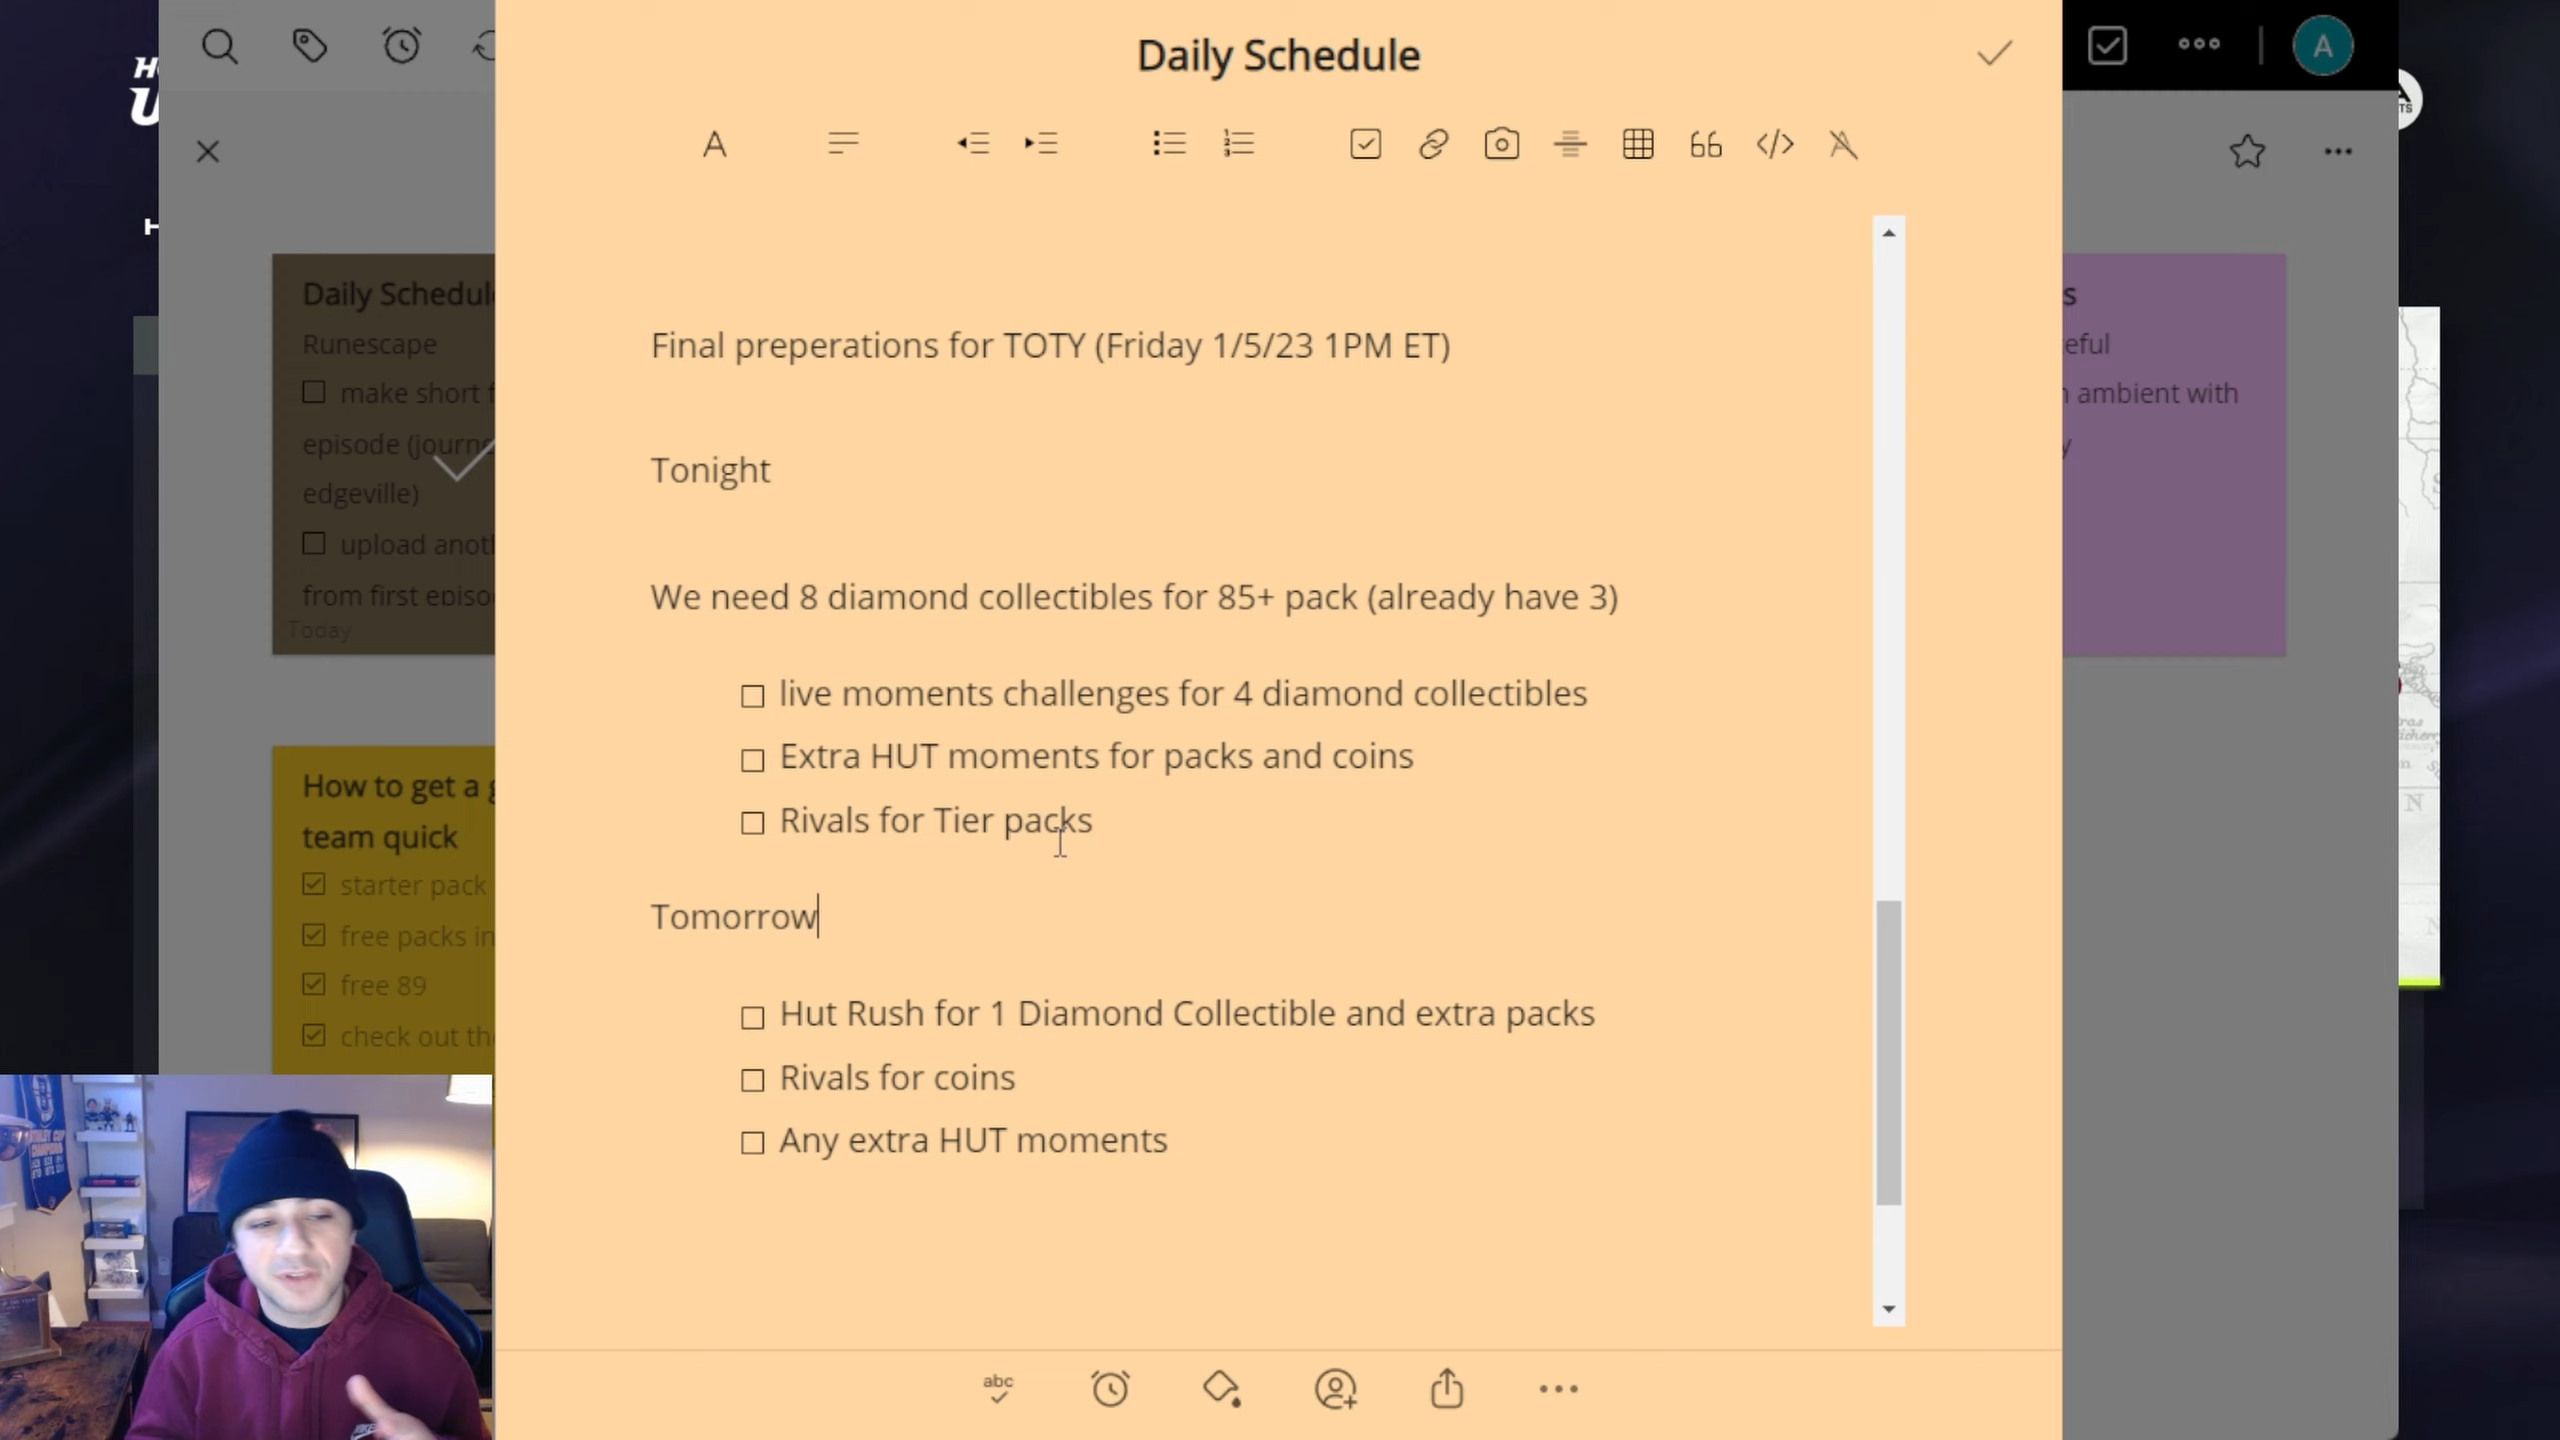 Daily Schedule
Final preperations for TOTY (Friday 1/5/23 1PM ET)
Tonight
We need 8 diamond collectibles for 85+ pack (already have 3)
live moments challenges for 4 diamond collectibles
Extra HUT moments for packs and coins
Rivals for Tier packs
Tomorrow
Hut Rush for 1 Diamond Collectible and extra packs
Rivals for coins
Any extra HUT moments
abc
A
Daily Schedul
Runescape
make short
episode (journ
edgeville)
upload anot
from first episo
Today
How to get a g
team quick
starter pack
free packs in
free 89
check out th
s
eful
ambient with
y